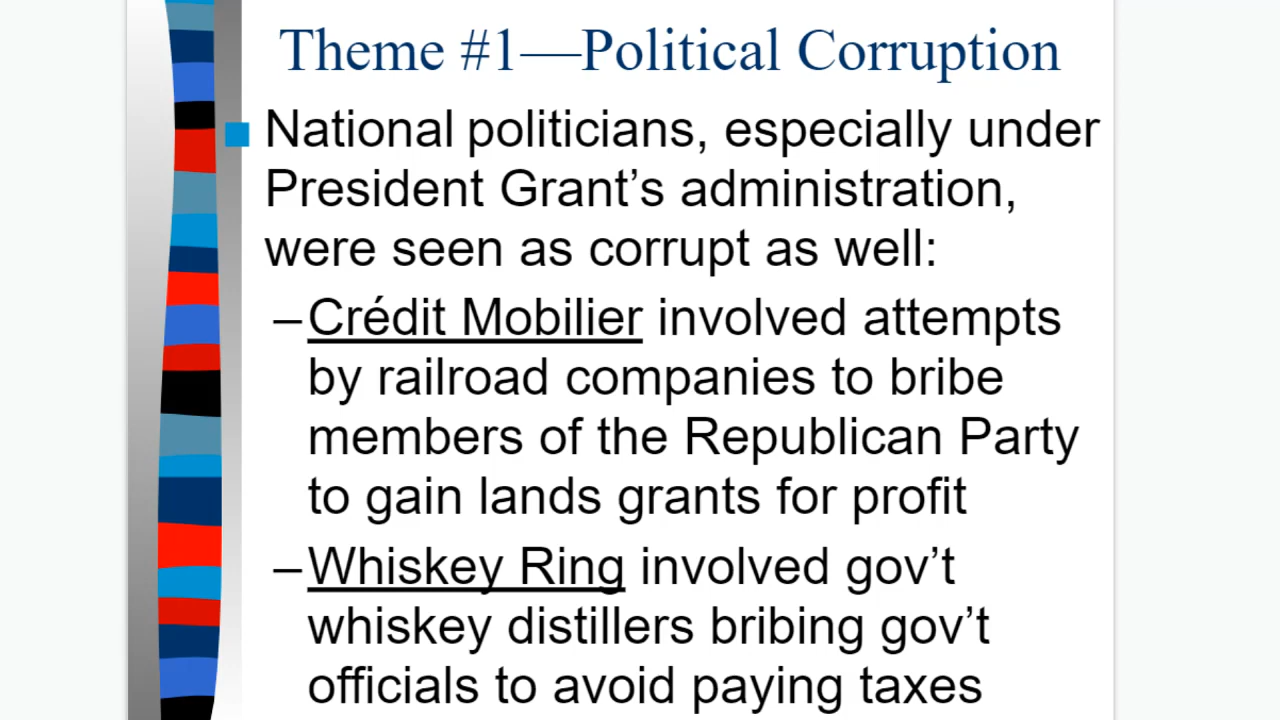 Theme #1—Political Corruption
National politicians, especially under
President Grant’s administration,
were seen as corrupt as well:
–Crédit Mobilier involved attempts
by railroad companies to bribe
members of the Republican Party
to gain lands grants for profit
–Whiskey Ring involved gov’t
whiskey distillers bribing gov’t
officials to avoid paying taxes